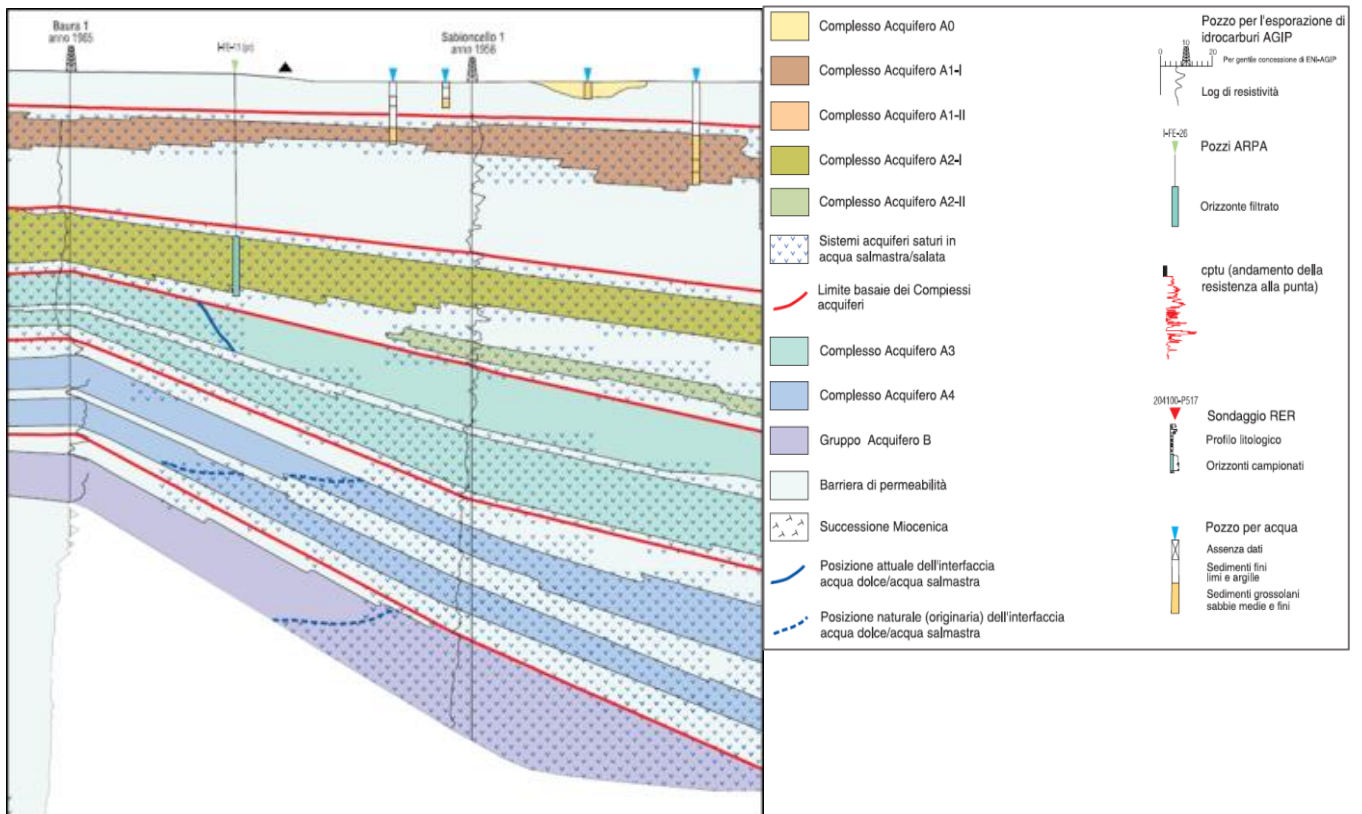 Baura 1
anno 1965
I-FE-11 (pz)
Sabioncello 1
anno 1956
Complesso Acquifero A0
Complesso Acquifero A1-I
Complesso Acquifero A1-II
Complesso Acquifero A2-I
Complesso Acquifero A2-II
Sistemi acquiferi saturi in
acqua salmastra/salata
Limite basaie dei Compiessi
acquiferi
Complesso Acquifero A3
Complesso Acquifero A4
Gruppo Acquifero B
Barriera di permeabilità
Successione Miocenica
Posizione attuale dell'interfaccia
acqua dolce/acqua salmastra
Posizione naturale (originaria) dell'interfaccia
acqua dolce/acqua salmastra
Pozzo per l'esporazione di
idrocarburi AGIP
0 10 20
Per gentile concessione di ENI-AGIP
Log di resistività
I-FE-26
Pozzi ARPA
Orizzonte filtrato
cptu (andamento della
resistenza alla punta)
204100-P517
Sondaggio RER
Profilo litologico
Orizzonti campionati
Pozzo per acqua
Assenza dati
Sedimenti fini
limi e argille
Sedimenti grossolani
sabbie medie e fini